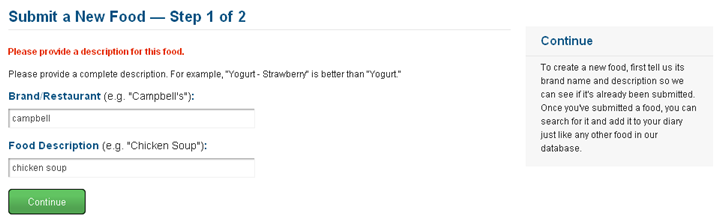 Submit a New Food — Step 1 of 2
Please provide a description for this food.
Please provide a complete description. For example, "Yogurt - Strawberry" is better than "Yogurt."
Brand/Restaurant (e.g. "Campbell's"):
campbell
Food Description (e.g. "Chicken Soup"):
chicken soup
Continue
Continue
To create a new food, first tell us its
brand name and description so we
can see if it's already been submitted.
Once you've submitted a food, you can
search for it and add it to your diary
just like any other food in our
database.